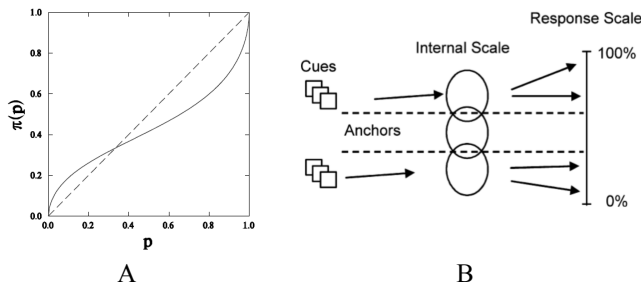 1.0
0.8
0.6
0.4
0.2
0.0
π(p)
0.0 0.2 0.4 0.6 0.8 1.0
p
A
Response Scale
Internal Scale
100%
Cues
Anchors
0%
B